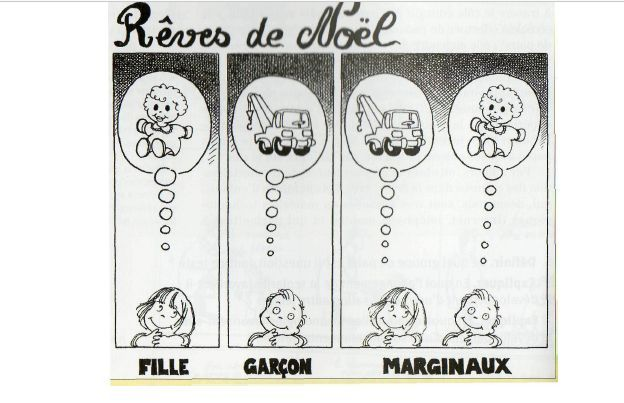 Rêves de Noël
FILLE
GARÇON
MARGINAUX